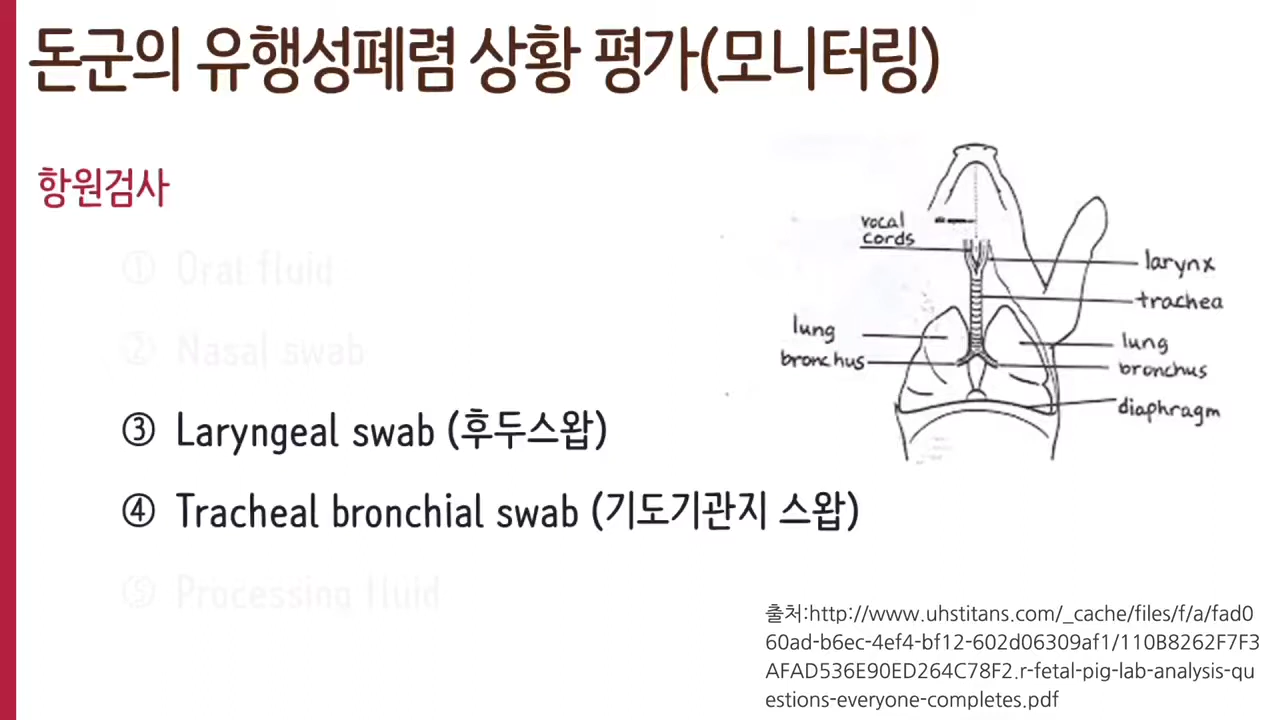 돈군의 유행성폐렴 상황 평가(모니터링)
항원검사
① Oral fluid
② Nasal swab
③ Laryngeal swab (후두스왑)
④ Tracheal bronchial swab (기도기관지 스왑)
⑤ Processing fluid
vocal
cords
larynx
trachea
lung
bronchus
lung
bronchus
diaphragm
출처:http://www.uhstitans.com/_cache/files/f/a/fad0
60ad-b6ec-4ef4-bf12-602d06309af1/110B8262F7F3
AFAD536E90ED264C78F2.r-fetal-pig-lab-analysis-qu
estions-everyone-completes.pdf